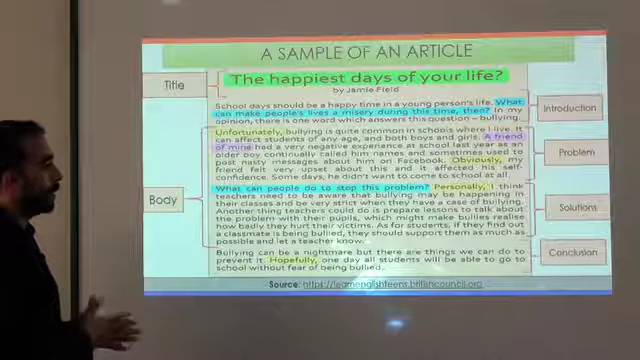 A SAMPLE OF AN ARTICLE
Title
The happiest days of your life?
by Jamie Field
Introduction
School days should be a happy time in a young person's life. What
can make people's lives a misery during this time, then? In my
opinion, there is one word which answers this question – bullying.
Body
Problem
Unfortunately, bullying is quite common in schools where I live. It
can affect students of any age, and both boys and girls. A friend
of mine had a very negative experience at school last year as an
older boy continually called him names and sometimes used to
post nasty messages about him on Facebook. Obviously, my
friend felt very upset about this and it affected his self-
confidence. Some days, he didn't want to come to school at all.
Solutions
What can people do to stop this problem? Personally, I think
teachers need to be aware that bullying may be happening in
their classes and be very strict when they have a case of bullying.
Another thing teachers could do is prepare lessons to talk about
the problem with their pupils, which might make bullies realise
how badly they hurt their victims. As for students, if they find out
a classmate is being bullied, they should support them as much as
possible and let a teacher know.
Conclusion
Bullying can be a nightmare but there are things we can do to
prevent it. Hopefully, one day all students will be able to go to
school without fear of being bullied.
Source: https://learnenglishteens.britishcouncil.org